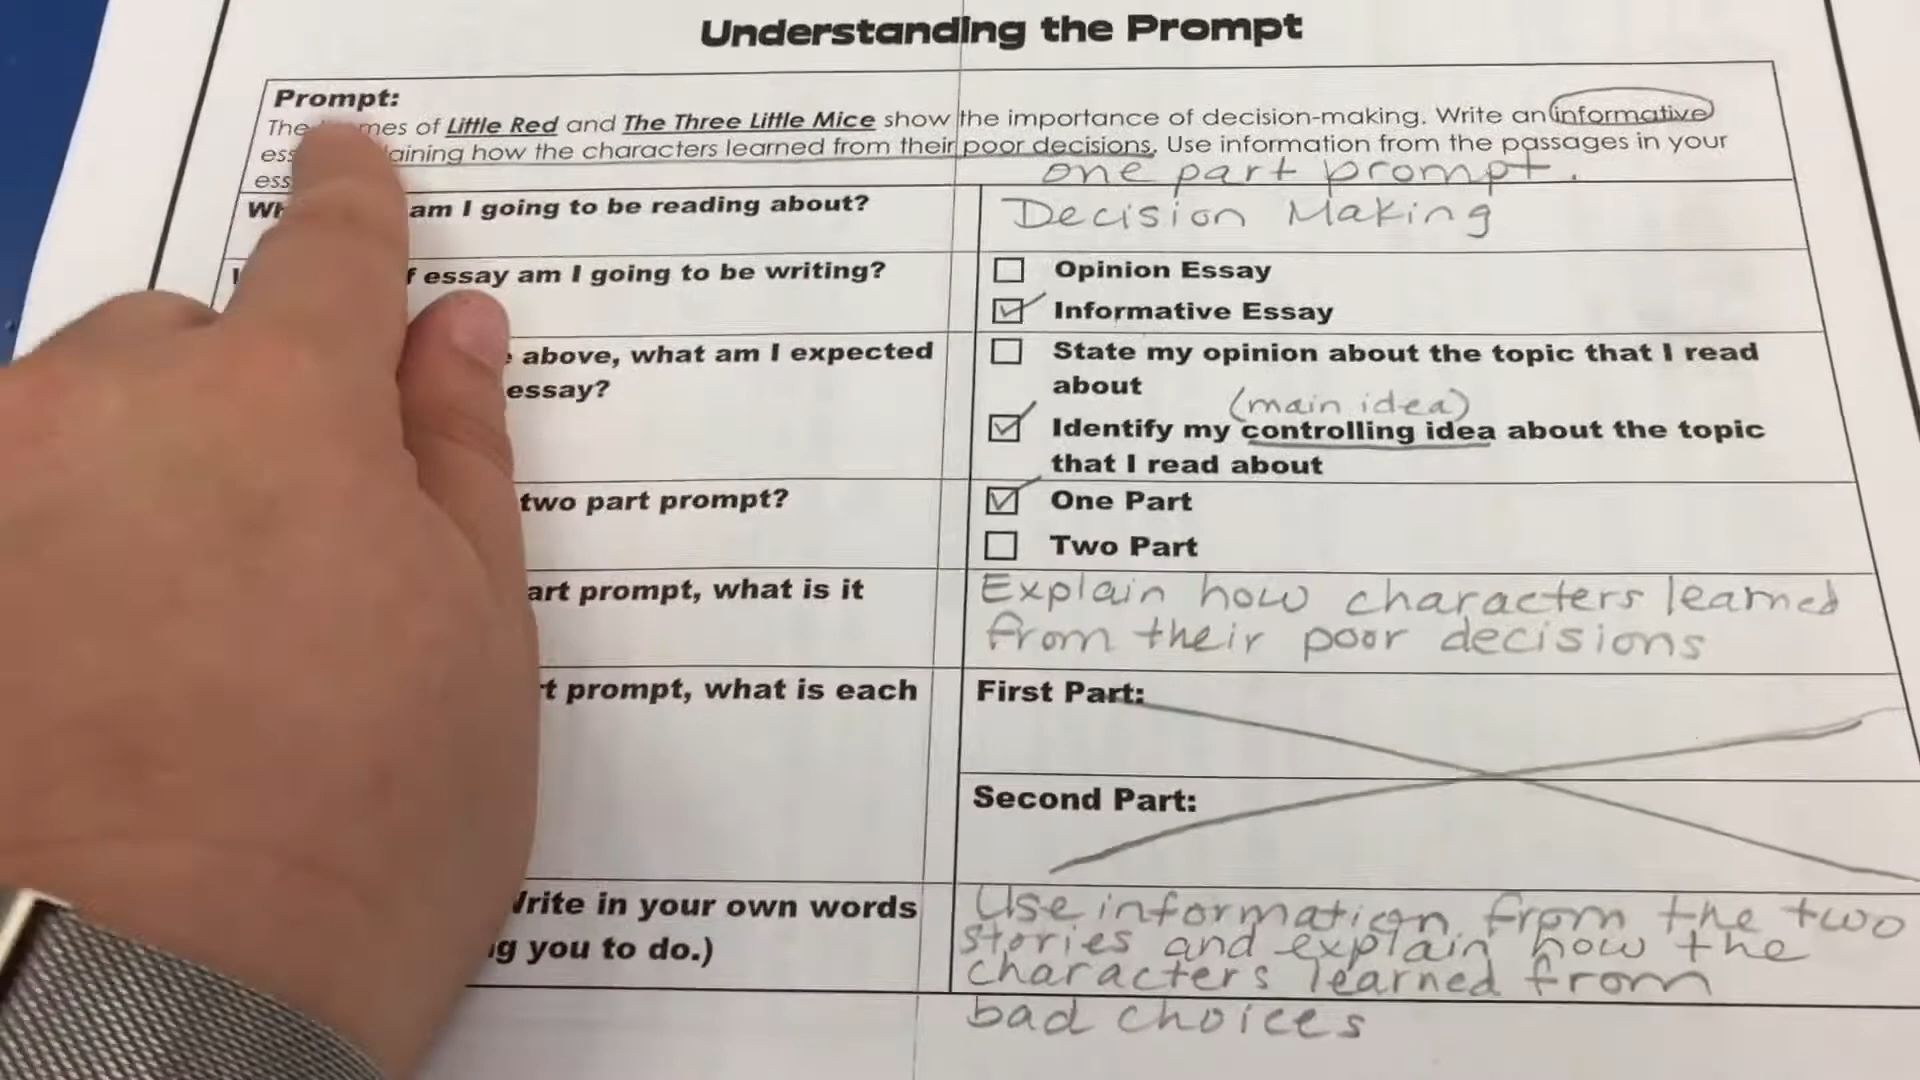 Understanding the Prompt
Prompt:
The mes of Little Red and The Three Little Mice show the importance of decision-making. Write an informative
ess aining how the characters learned from their poor decisions. Use information from the passages in your
ess
one part prompt.
am I going to be reading about?
Decision Making
essay am I going to be writing?
Opinion Essay
Informative Essay
above, what am I expected
essay?
State my opinion about the topic that I read
about
(main idea)
Identify my controlling idea about the topic
that I read about
two part prompt?
One Part
Two Part
art prompt, what is it
Explain how characters learned
from their poor decisions
t prompt, what is each
First Part:
Second Part:
Write in your own words
g you to do.)
Use information from the two
stories and explain how the
characters learned from
bad choices